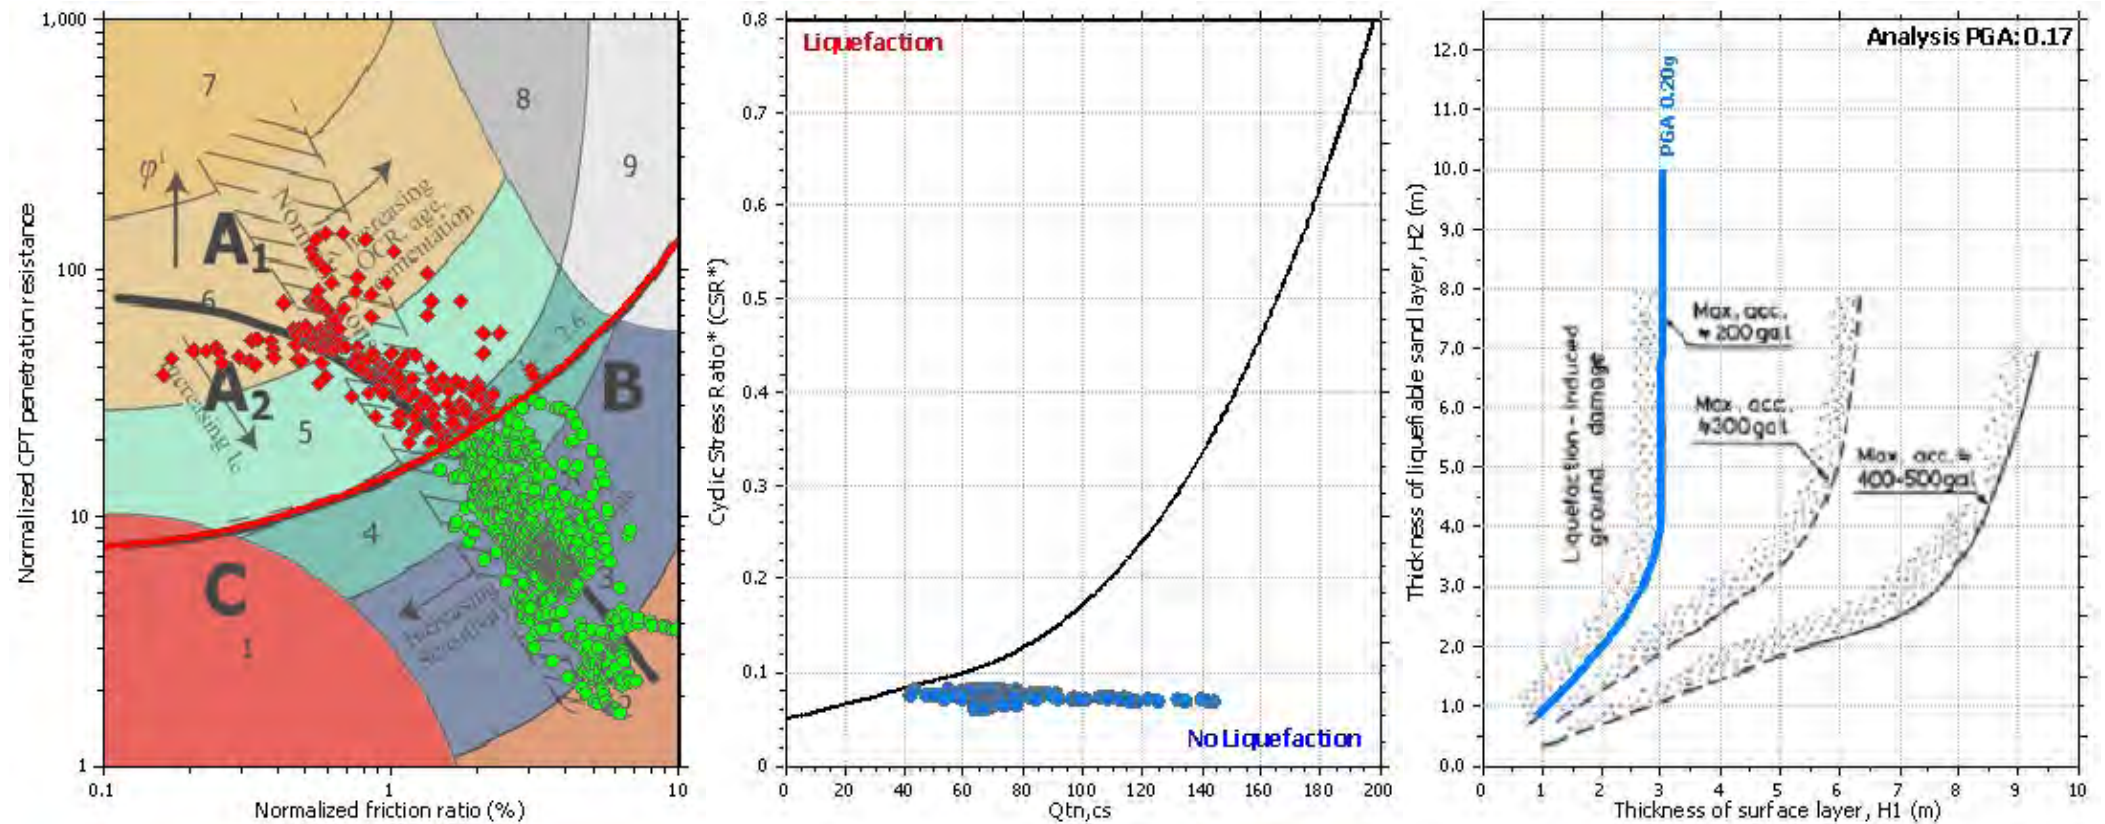 1,000
100
10
1
0.1
1
10
Normalized CPT penetration resistance
Normalized friction ratio (%)
7
8
9
φ'
A1
6
Increasing
OCR, age,
cementation
A2
Increasing Ic
5
2.6
B
4
3
C
1
2
Increasing
0.8
0.7
0.6
0.5
0.4
0.3
0.2
0.1
0
0
20
40
60
80
100
120
140
160
180
200
Cyclic Stress Ratio* (CSR*)
Qtn,cs
Liquefaction
No Liquefaction
Analysis PGA: 0.17
12.0
11.0
10.0
9.0
8.0
7.0
6.0
5.0
4.0
3.0
2.0
1.0
0.0
0
1
2
3
4
5
6
7
8
9
10
Thickness of liquefiable sand layer, H2 (m)
Thickness of surface layer, H1 (m)
PGA 0.20g
Liquefaction - induced
ground damage
Max. acc.
≒ 200 gal
Max. acc.
≒300gal
Max. acc. ≒
400-500gal